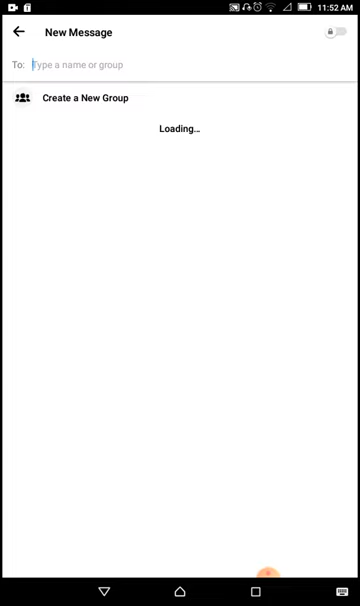 11:52 AM
New Message
To: Type a name or group
Create a New Group
Loading...